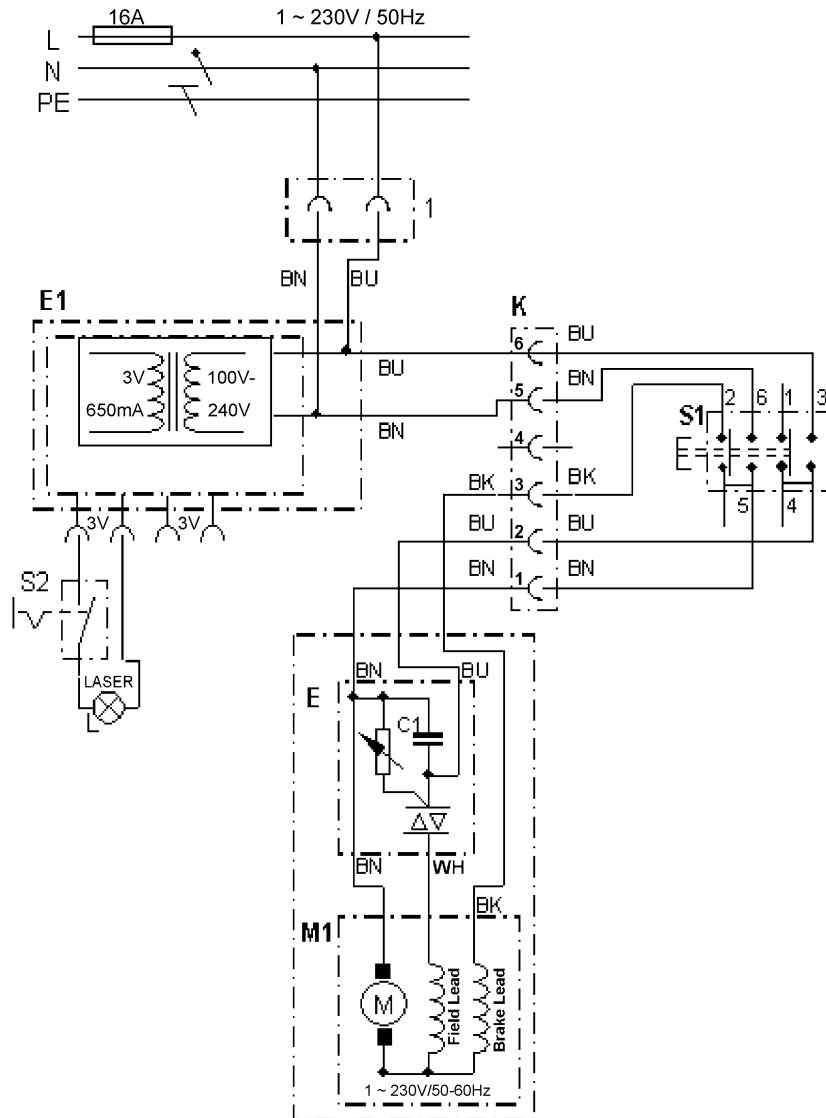 16A 1 ~ 230V / 50Hz
L
N
PE
1
BN BU
E1
K
6 BU
3V 100V-
BU
5 BN
650mA 240V
2 6 1 3
S1
BN
4
BK 3 BK
3V 3V
5 4
BU 2 BU
S2
BN 1 BN
LASER
L
BN BU
E
C1
BN WH
BK
M1
M
Field Lead
Brake Lead
1 ~ 230V/50-60Hz